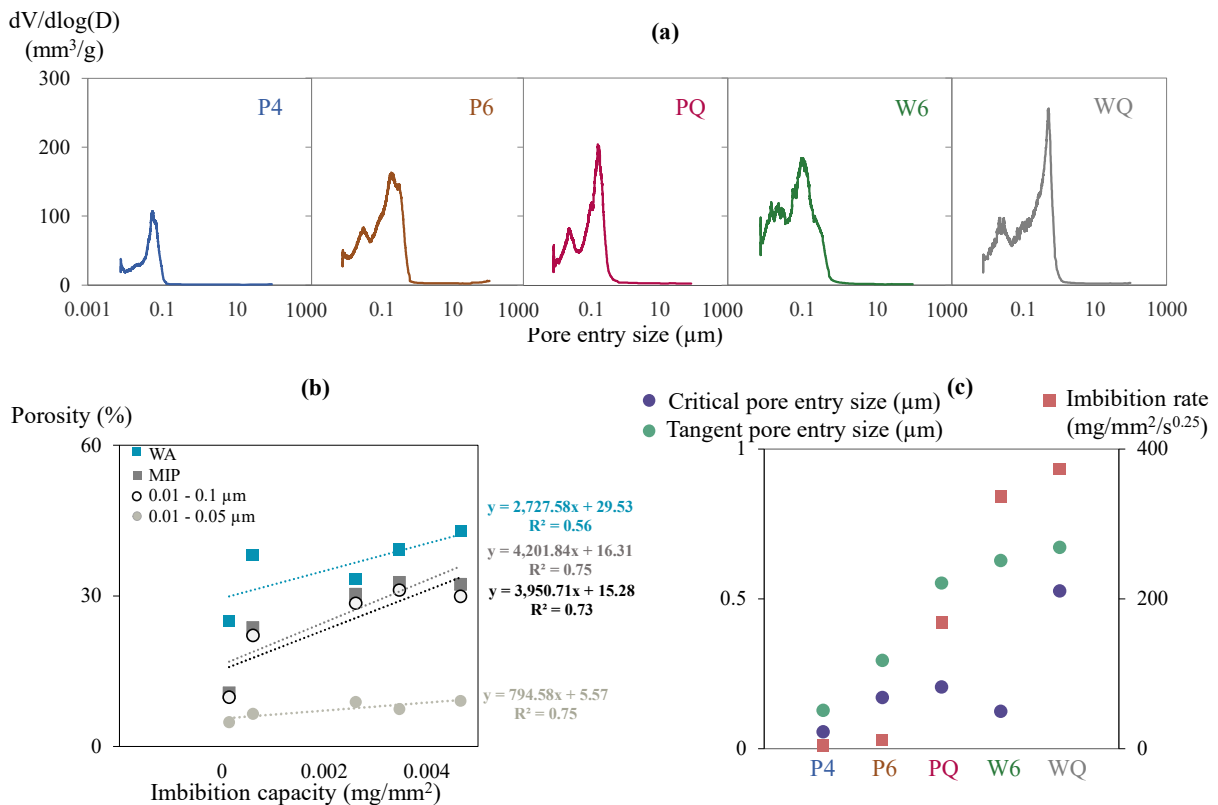 dV/dlog(D)
(mm³/g)
(a)
300
200
100
0
P4
P6
PQ
W6
WQ
0.001 0.1 10 1000 0.1 10 1000 0.1 10 1000 0.1 10 1000 0.1 10 1000
Pore entry size (µm)
(b)
Porosity (%)
60
30
0
WA
MIP
0.01 - 0.1 µm
0.01 - 0.05 µm
y = 2,727.58x + 29.53
R² = 0.56
y = 4,201.84x + 16.31
R² = 0.75
y = 3,950.71x + 15.28
R² = 0.73
y = 794.58x + 5.57
R² = 0.75
0 0.002 0.004
Imbibition capacity (mg/mm²)
(c)
Critical pore entry size (µm)
Tangent pore entry size (µm)
Imbibition rate
(mg/mm²/s⁰·²⁵)
1
0.5
0
400
200
0
P4 P6 PQ W6 WQ